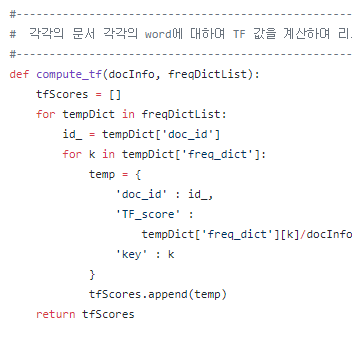 #---------------------------------------------------
#  각각의 문서 각각의 word에 대하여 TF 값을 계산하여 리
#---------------------------------------------------
def compute_tf(docInfo, freqDictList):
    tfScores = []
    for tempDict in freqDictList:
        id_ = tempDict['doc_id']
        for k in tempDict['freq_dict']:
            temp = {
                'doc_id' : id_,
                'TF_score' :
                    tempDict['freq_dict'][k]/docInfo
                'key' : k
            }
            tfScores.append(temp)
    return tfScores